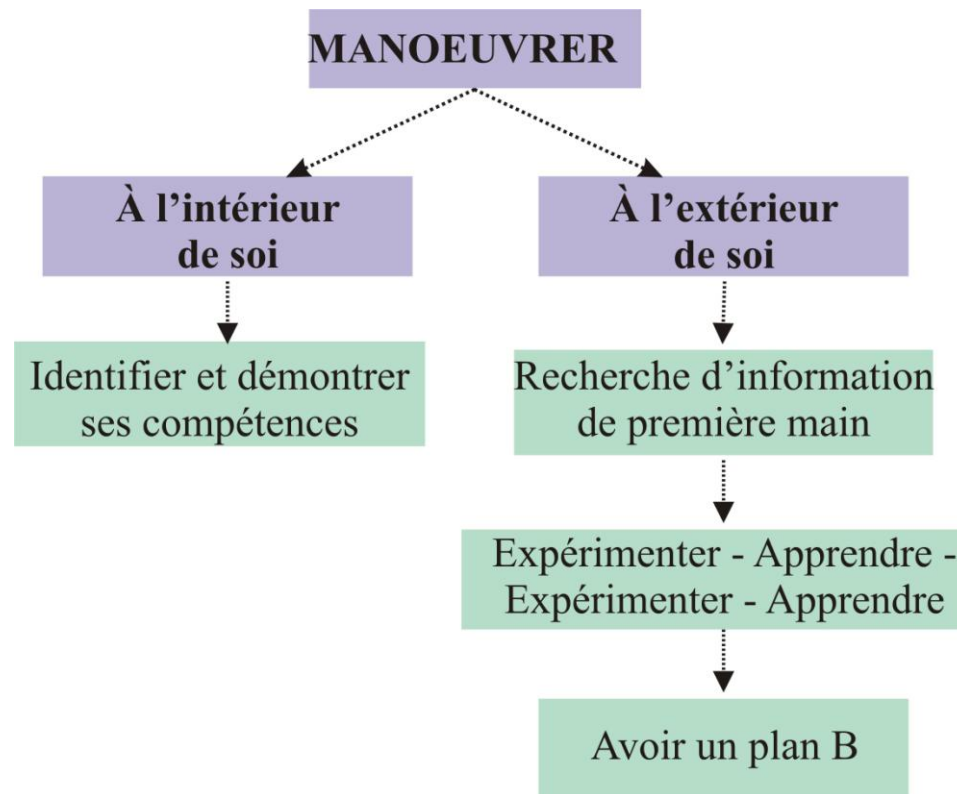 MANOEUVRER
À l’intérieur
de soi
À l’extérieur
de soi
Identifier et démontrer
ses compétences
Recherche d’information
de première main
Expérimenter - Apprendre -
Expérimenter - Apprendre
Avoir un plan B